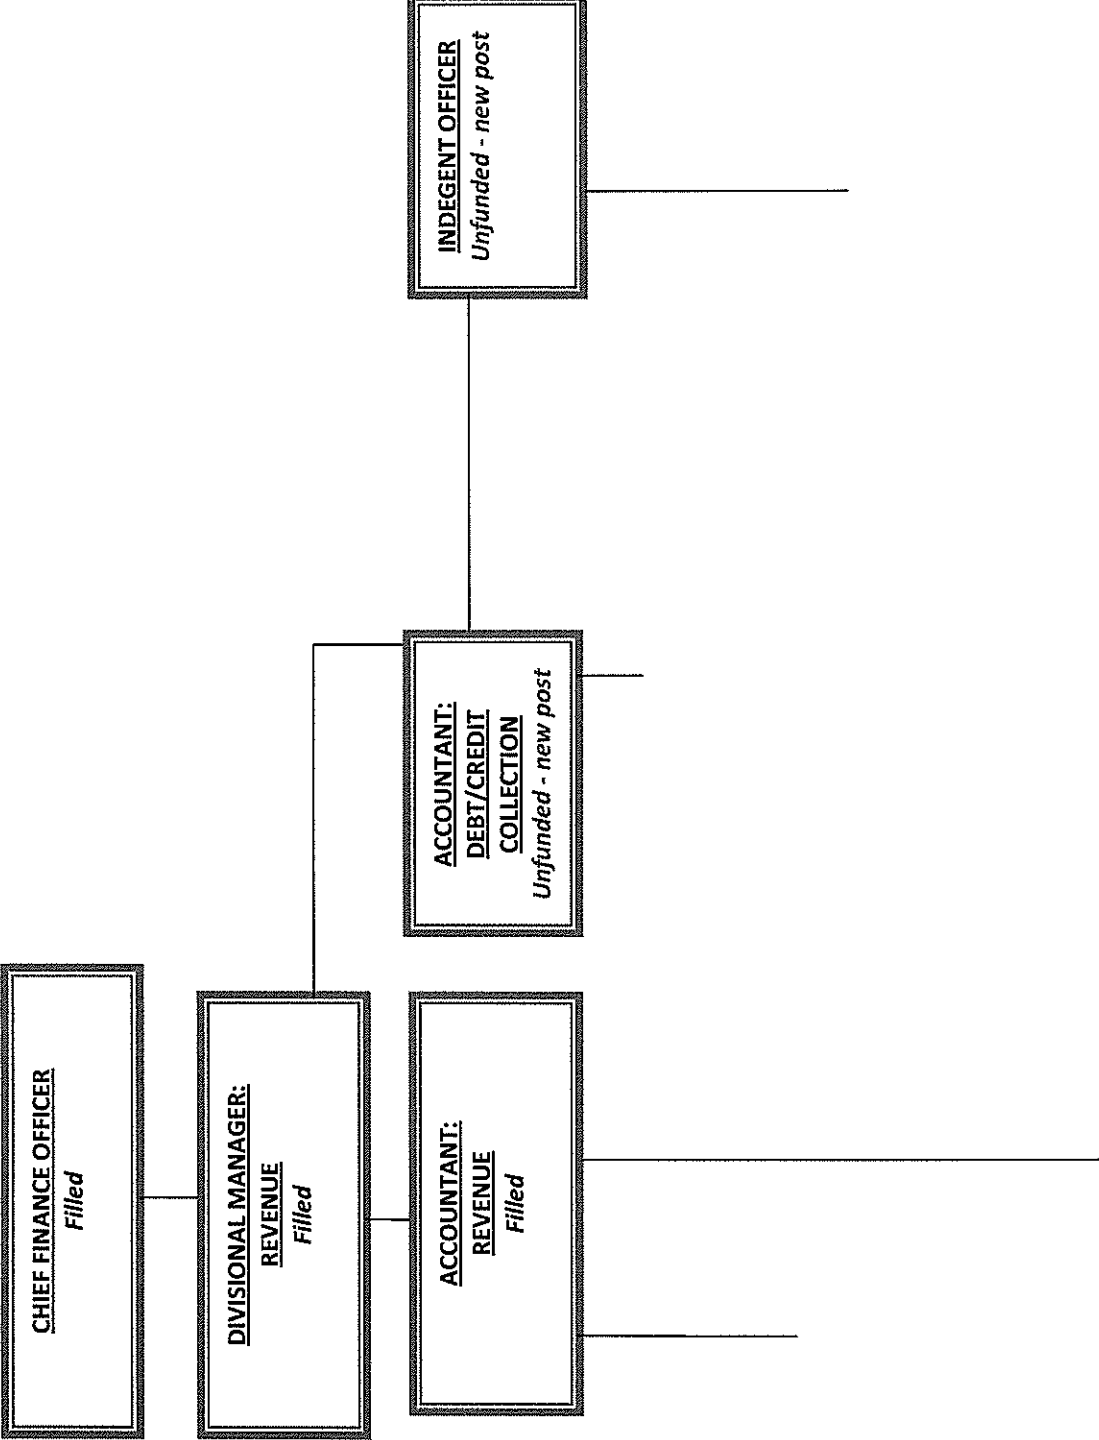 CHIEF FINANCE OFFICER
Filled
DIVISIONAL MANAGER:
REVENUE
Filled
ACCOUNTANT:
REVENUE
Filled
ACCOUNTANT:
DEBT/CREDIT
COLLECTION
Unfunded - new post
INDEGENT OFFICER
Unfunded - new post